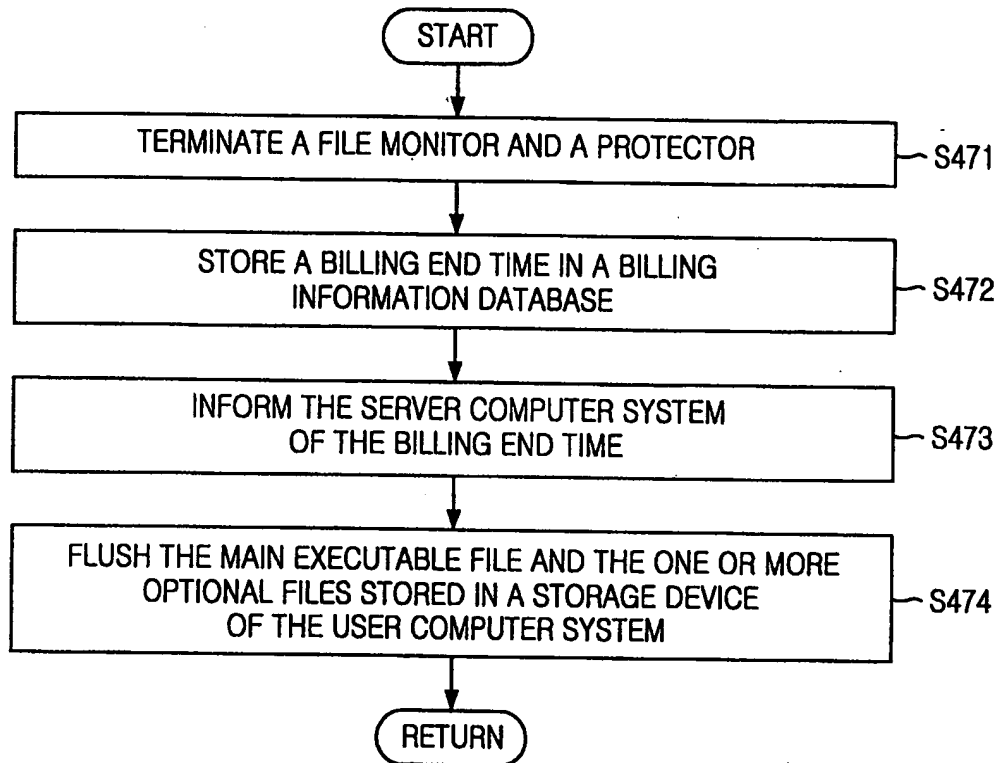 START
TERMINATE A FILE MONITOR AND A PROTECTOR
S471
STORE A BILLING END TIME IN A BILLING
INFORMATION DATABASE
S472
INFORM THE SERVER COMPUTER SYSTEM
OF THE BILLING END TIME
S473
FLUSH THE MAIN EXECUTABLE FILE AND THE ONE OR MORE
OPTIONAL FILES STORED IN A STORAGE DEVICE
OF THE USER COMPUTER SYSTEM
S474
RETURN